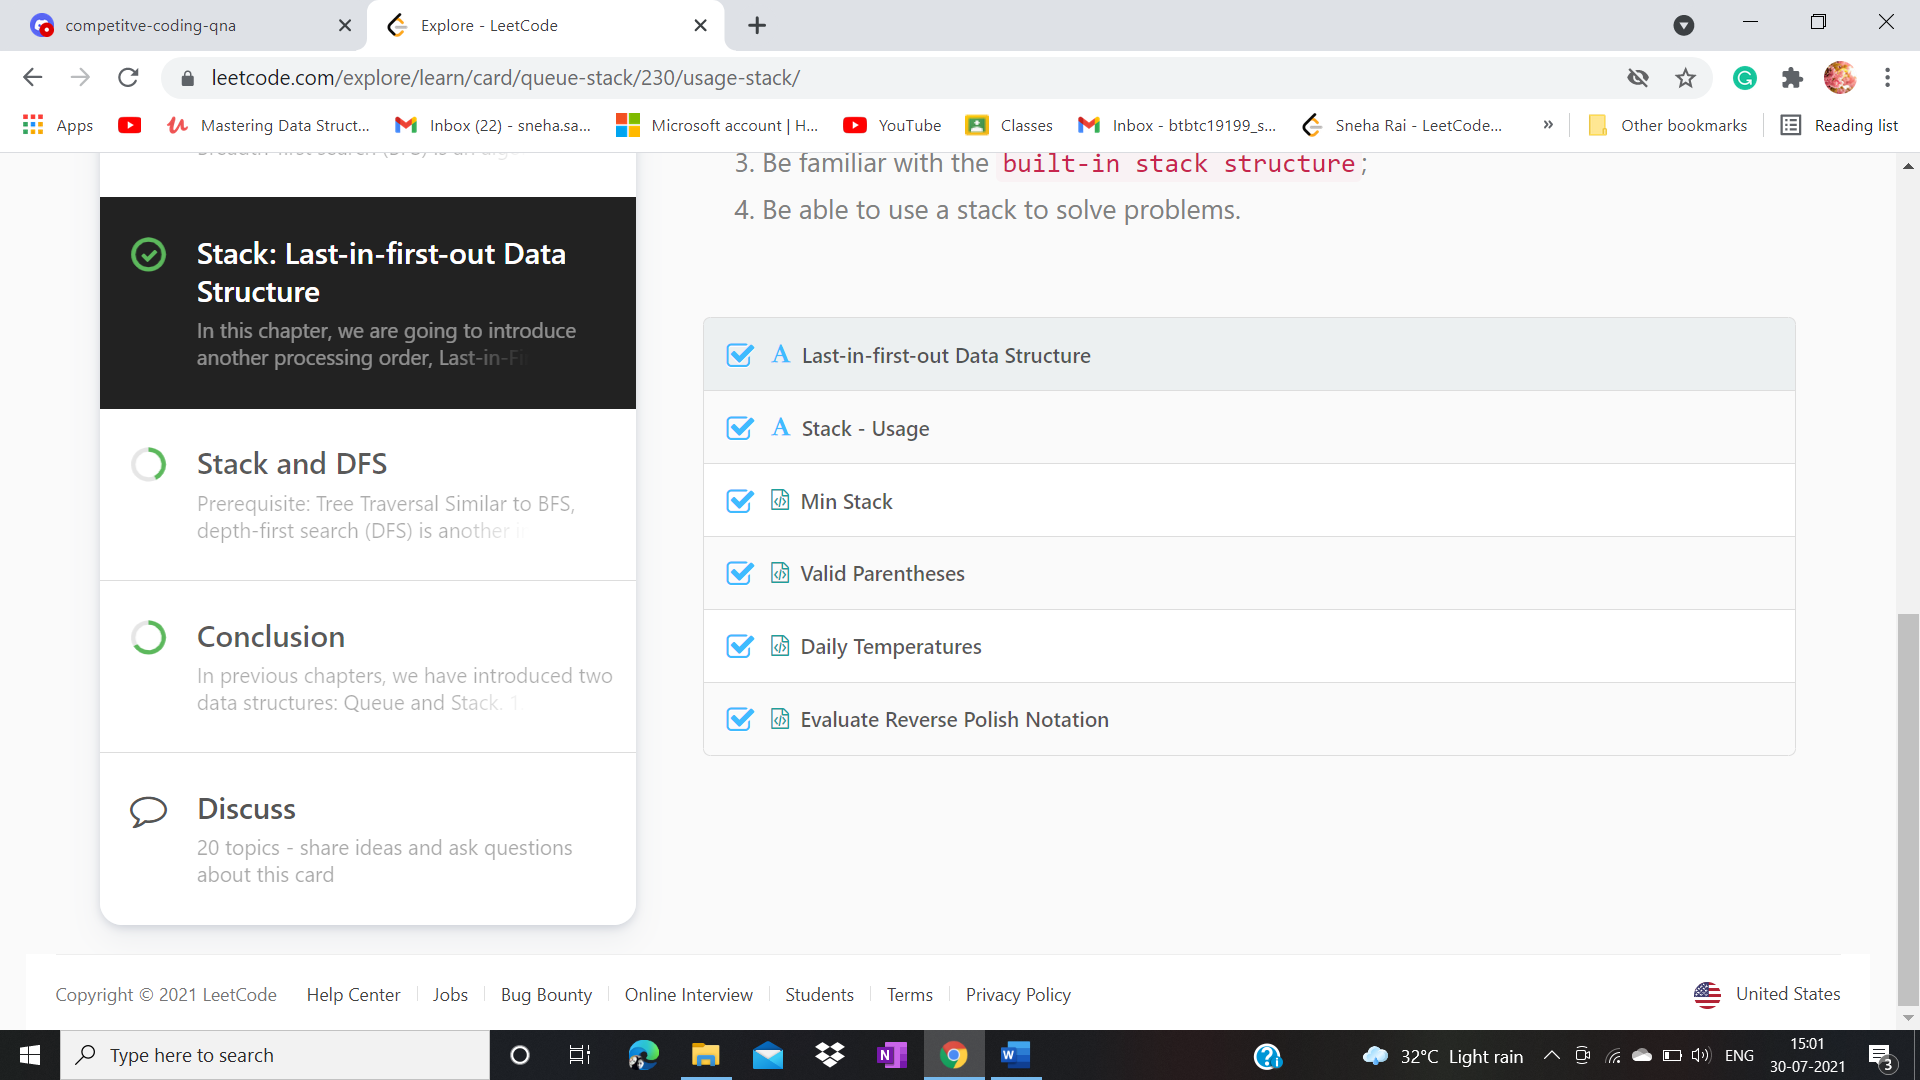 competitve-coding-qna
Explore - LeetCode
leetcode.com/explore/learn/card/queue-stack/230/usage-stack/
Apps
Mastering Data Struct...
Inbox (22) - sneha.sa...
Microsoft account | H...
YouTube
Classes
Inbox - btbtc19199_s...
Sneha Rai - LeetCode...
»
Other bookmarks
Reading list
3. Be familiar with the built-in stack structure;
4. Be able to use a stack to solve problems.
Stack: Last-in-first-out Data
Structure
In this chapter, we are going to introduce
another processing order, Last-in-Fi
Stack and DFS
Prerequisite: Tree Traversal Similar to BFS,
depth-first search (DFS) is another i
Conclusion
In previous chapters, we have introduced two
data structures: Queue and Stack. 1
Discuss
20 topics - share ideas and ask questions
about this card
A Last-in-first-out Data Structure
A Stack - Usage
Min Stack
Valid Parentheses
Daily Temperatures
Evaluate Reverse Polish Notation
Copyright © 2021 LeetCode
Help Center
Jobs
Bug Bounty
Online Interview
Students
Terms
Privacy Policy
United States
Type here to search
32°C Light rain
ENG
15:01
30-07-2021
3